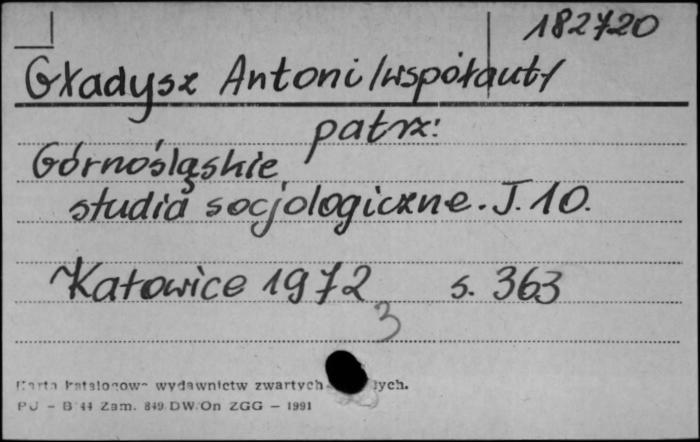 182720
Gładysz Antoni /współaut/
patrz:
Górnośląskie
studia socjologiczne. T. 10.
Katowice 1972 s. 363
3
Karta katalogowa wydawnictw zwartych
PU - B 44 Zam. 849 DW/On ZGG - 1991